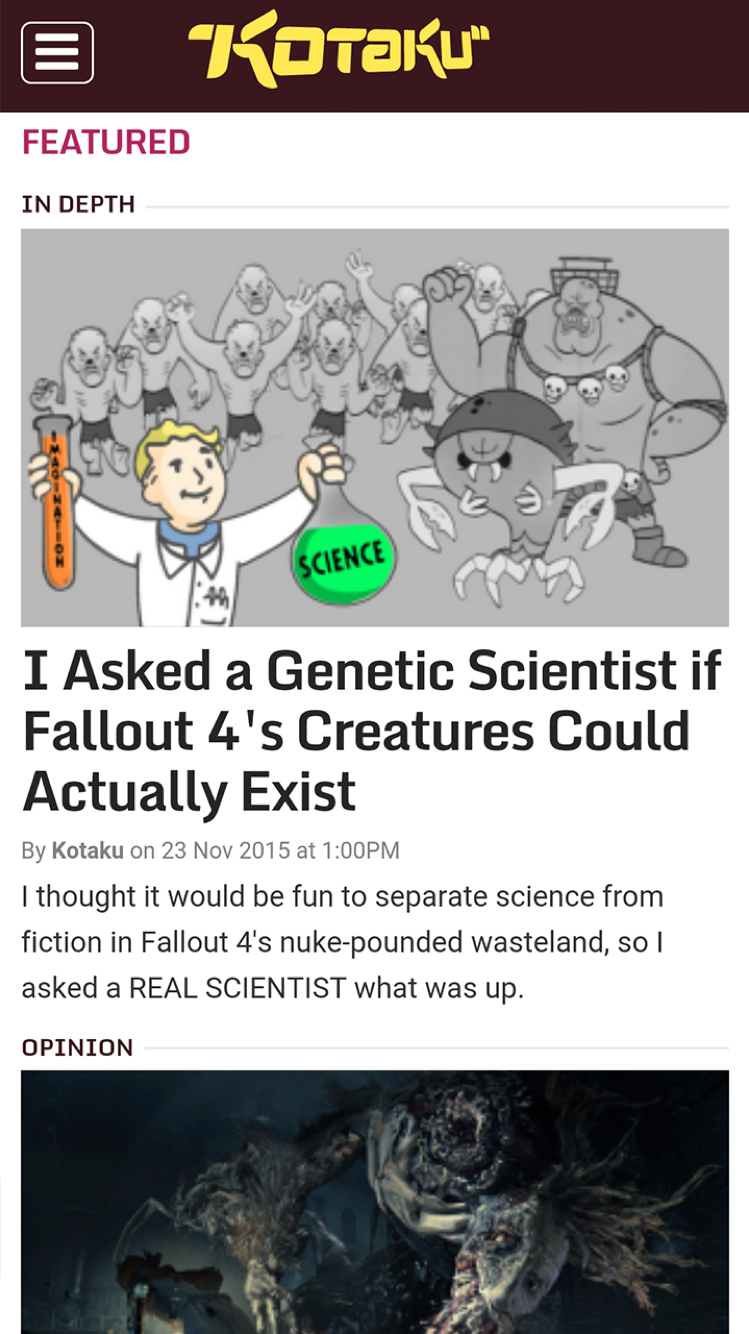 "KOTAKU"
FEATURED
IN DEPTH
IMAGINATION
SCIENCE
I Asked a Genetic Scientist if
Fallout 4's Creatures Could
Actually Exist
By Kotaku on 23 Nov 2015 at 1:00PM
I thought it would be fun to separate science from
fiction in Fallout 4's nuke-pounded wasteland, so I
asked a REAL SCIENTIST what was up.
OPINION